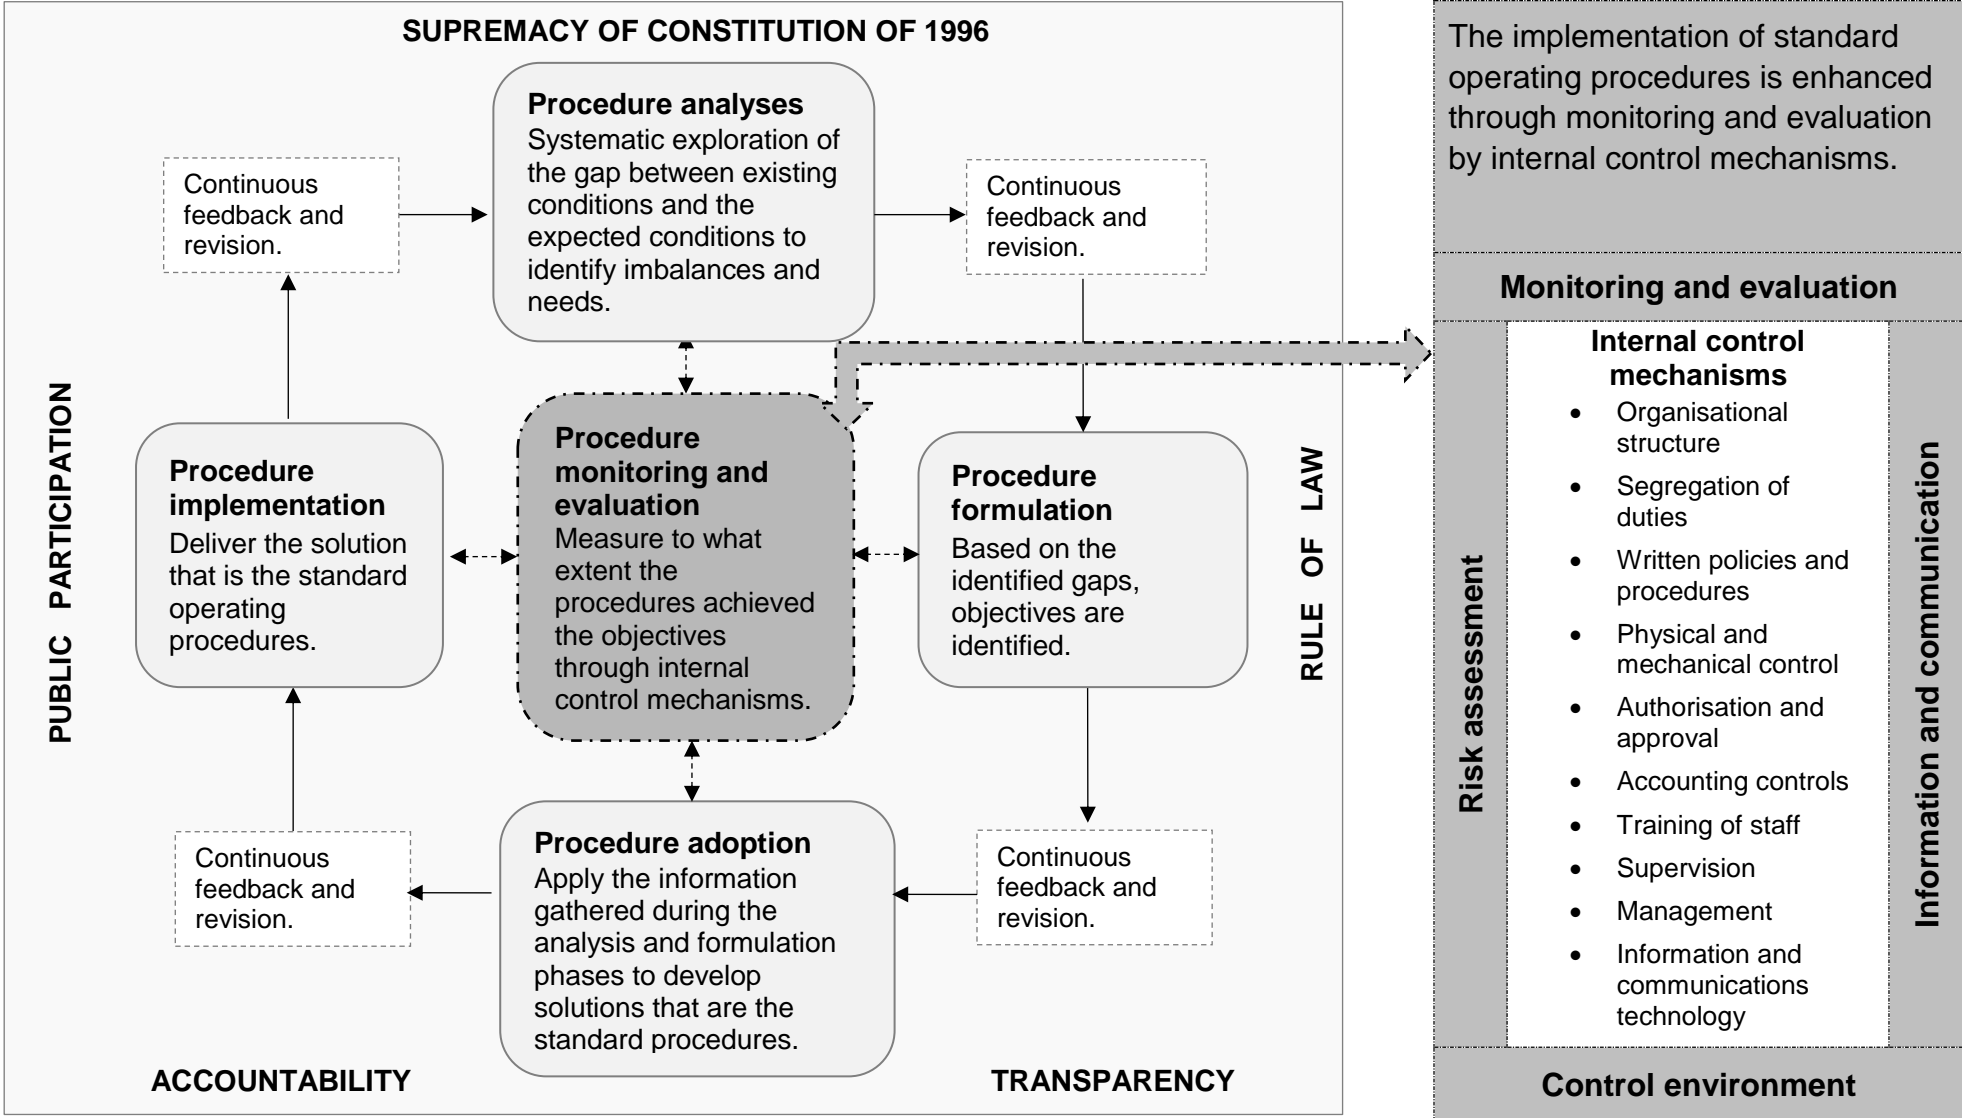 SUPREMACY OF CONSTITUTION OF 1996
Procedure analyses
Systematic exploration of
the gap between existing
conditions and the
expected conditions to
identify imbalances and
needs.
Continuous
feedback and
revision.
Continuous
feedback and
revision.
PUBLIC PARTICIPATION
Procedure
implementation
Deliver the solution
that is the standard
operating
procedures.
Procedure
monitoring and
evaluation
Measure to what
extent the
procedures achieved
the objectives
through internal
control mechanisms.
Procedure
formulation
Based on the
identified gaps,
objectives are
identified.
RULE OF LAW
Continuous
feedback and
revision.
Procedure adoption
Apply the information
gathered during the
analysis and formulation
phases to develop
solutions that are the
standard procedures.
Continuous
feedback and
revision.
ACCOUNTABILITY
TRANSPARENCY
The implementation of standard
operating procedures is enhanced
through monitoring and evaluation
by internal control mechanisms.
Monitoring and evaluation
Risk assessment
Internal control
mechanisms
• Organisational
structure
• Segregation of
duties
• Written policies and
procedures
• Physical and
mechanical control
• Authorisation and
approval
• Accounting controls
• Training of staff
• Supervision
• Management
• Information and
communications
technology
Information and communication
Control environment